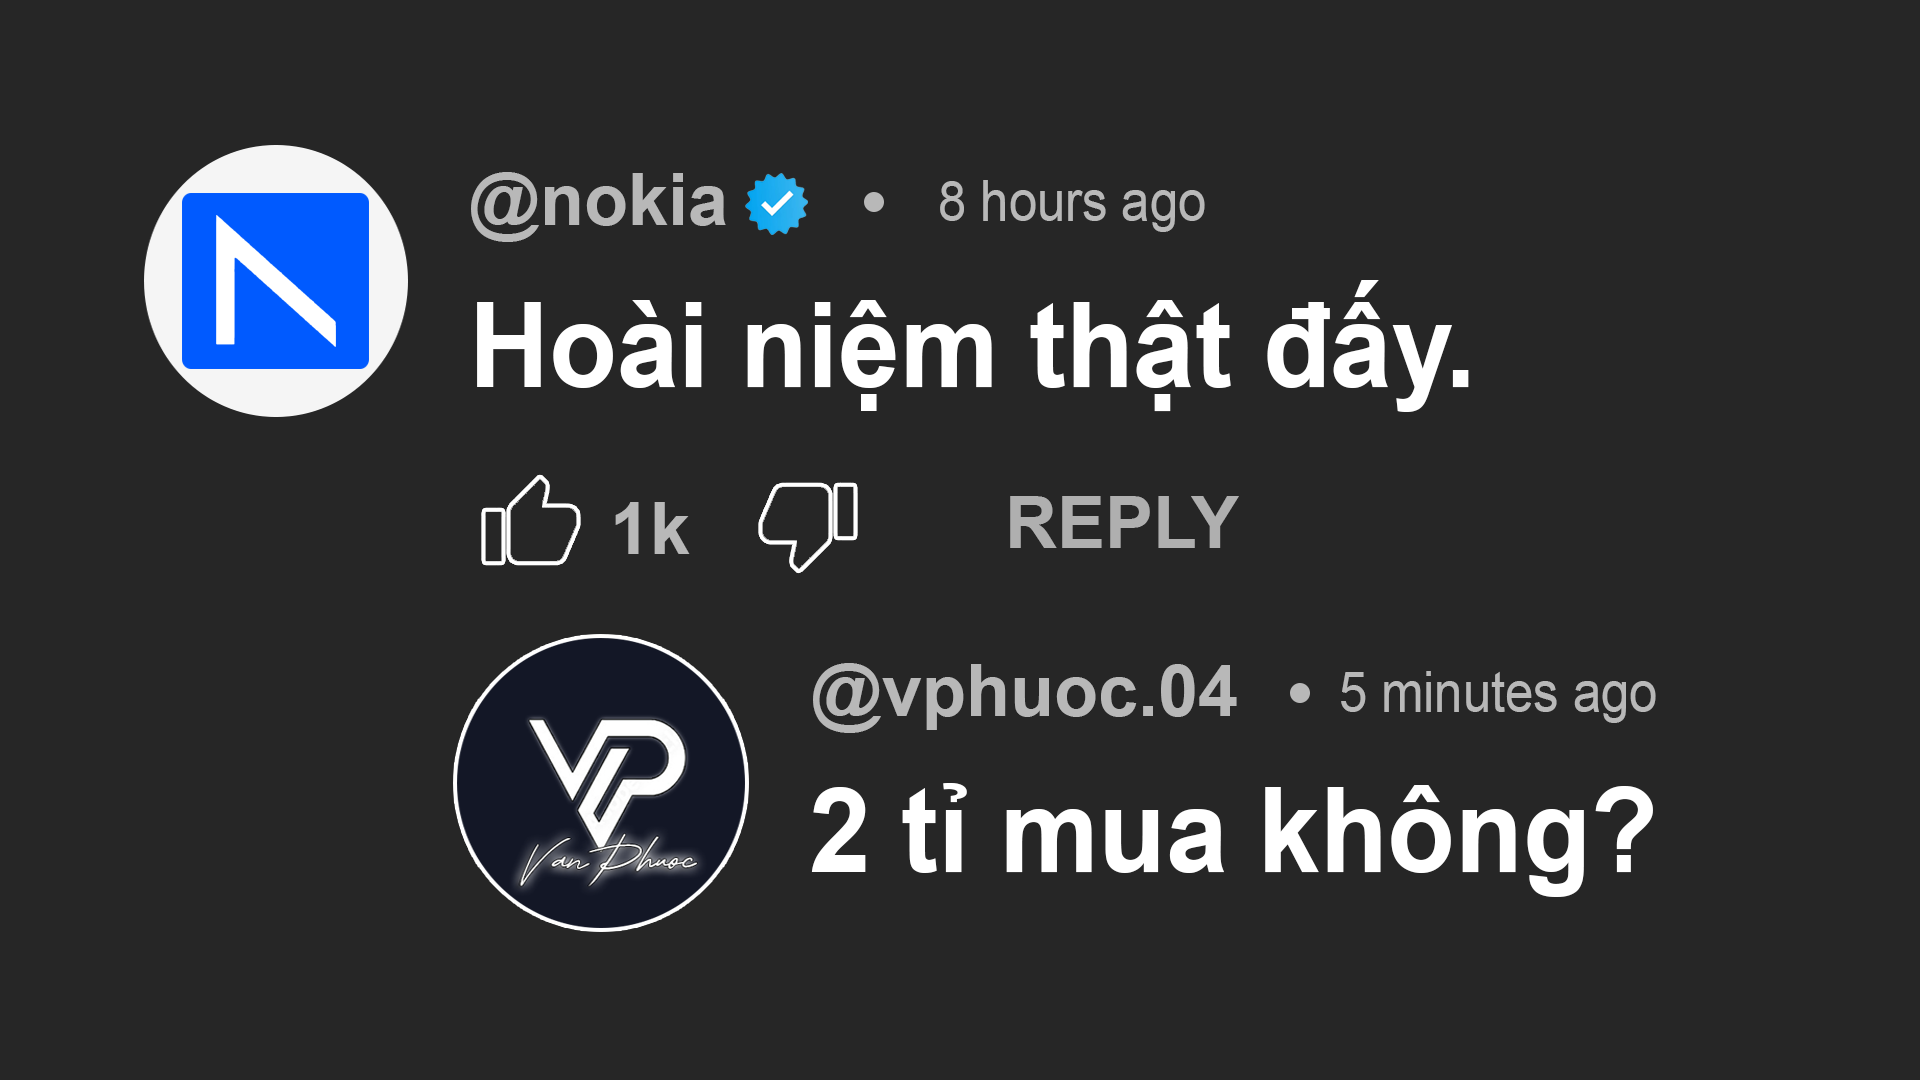 @nokia • 8 hours ago
Hoài niệm thật đấy.
1k REPLY
@vphuoc.04 • 5 minutes ago
2 tỉ mua không?
VP
Van Phuoc